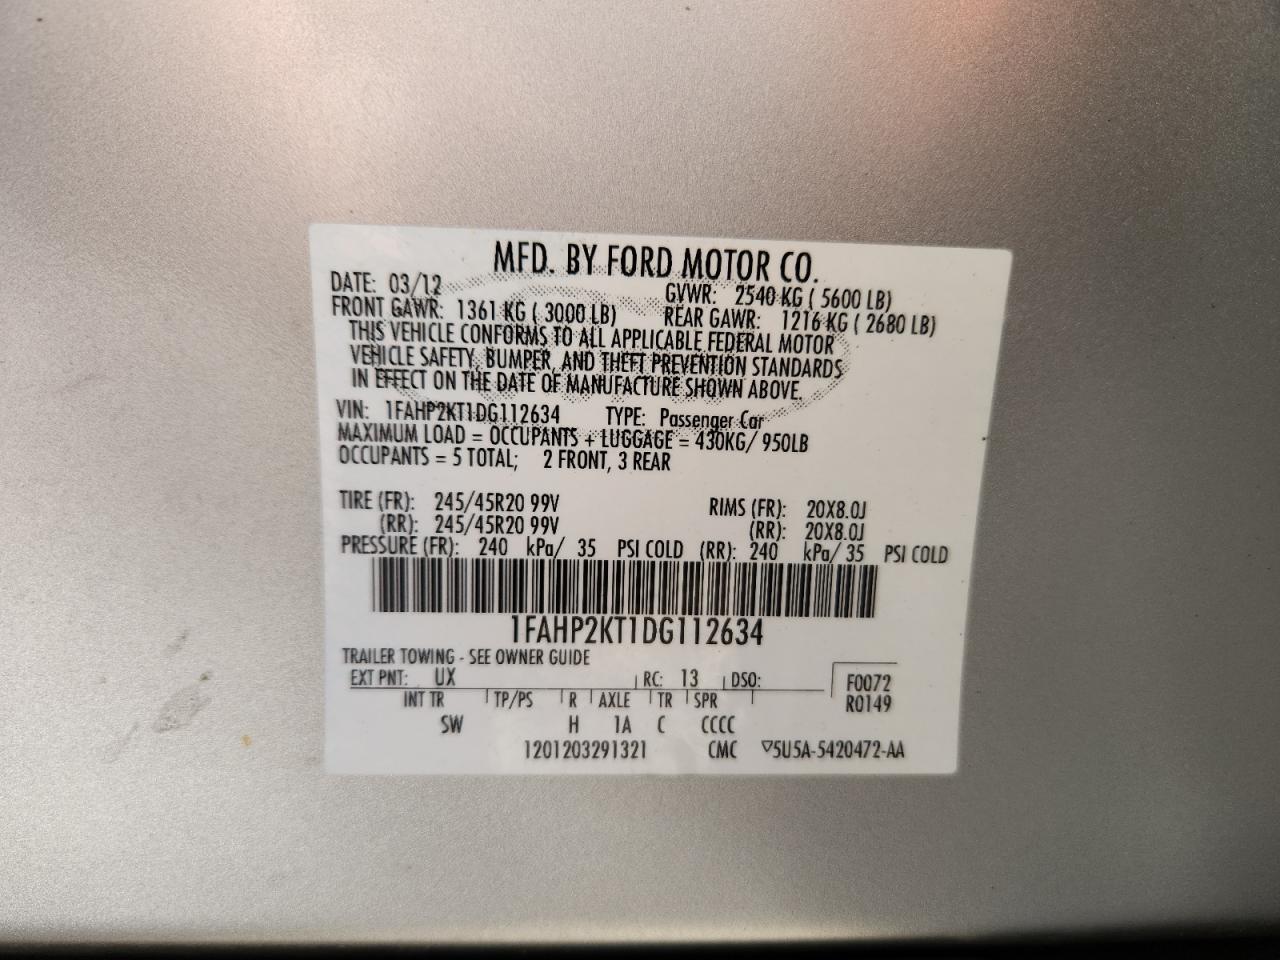 MFD. BY FORD MOTOR CO.
DATE: 03/12 GVWR: 2540 KG ( 5600 LB)
FRONT GAWR: 1361 KG ( 3000 LB) REAR GAWR: 1216 KG ( 2680 LB)
THIS VEHICLE CONFORMS TO ALL APPLICABLE FEDERAL MOTOR
VEHICLE SAFETY, BUMPER, AND THEFT PREVENTION STANDARDS
IN EFFECT ON THE DATE OF MANUFACTURE SHOWN ABOVE.
VIN: 1FAHP2KT1DG112634 TYPE: Passenger Car
MAXIMUM LOAD = OCCUPANTS + LUGGAGE = 430KG/ 950LB
OCCUPANTS = 5 TOTAL; 2 FRONT, 3 REAR
TIRE (FR): 245/45R20 99V RIMS (FR): 20X8.0J
(RR): 245/45R20 99V (RR): 20X8.0J
PRESSURE (FR): 240 kPa/ 35 PSI COLD (RR): 240 kPa/ 35 PSI COLD
1FAHP2KT1DG112634
TRAILER TOWING - SEE OWNER GUIDE
EXT PNT: UX RC: 13 DSO: F0072
INT TR TP/PS R AXLE TR SPR R0149
SW H 1A C CCCC
1201203291321 CMC ▽5U5A-5420472-AA